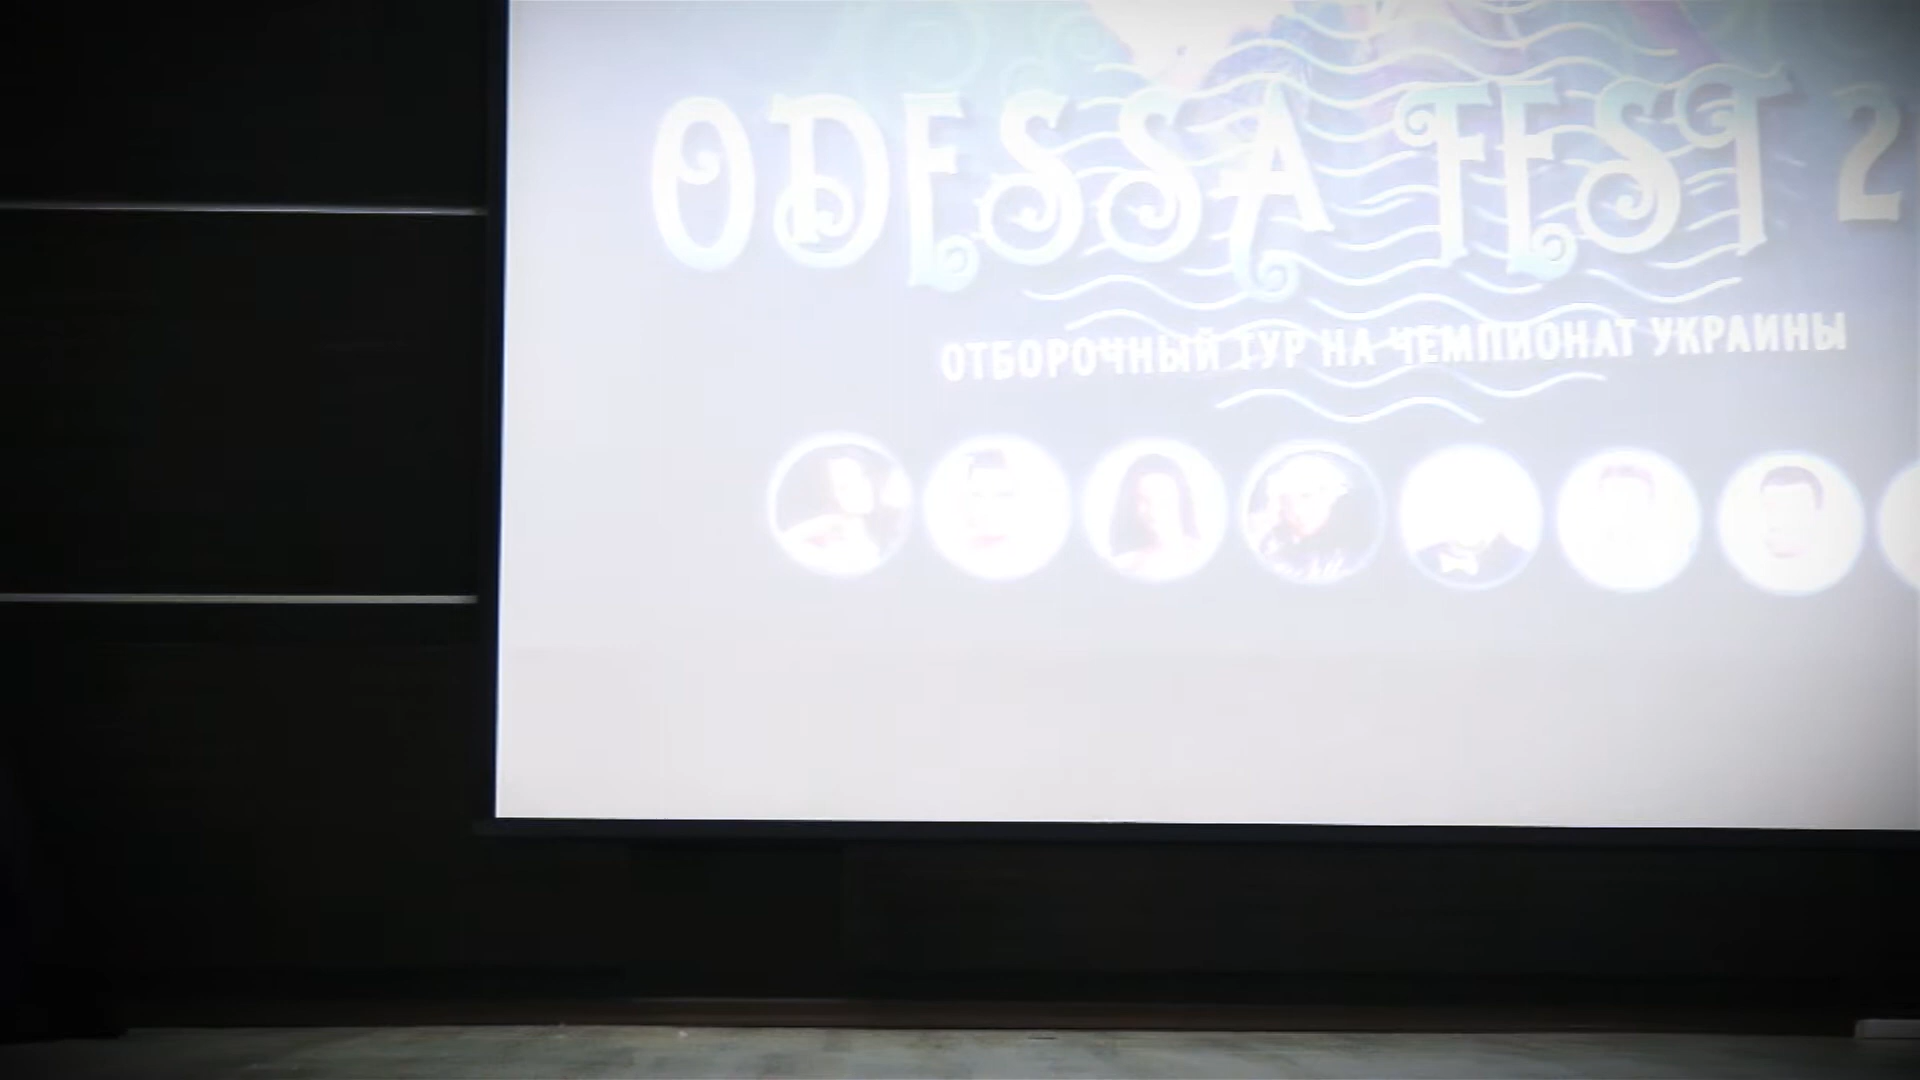 ODESSA FEST 2
ОТБОРОЧНЫЙ ТУР НА ЧЕМПИОНАТ УКРАИНЫ